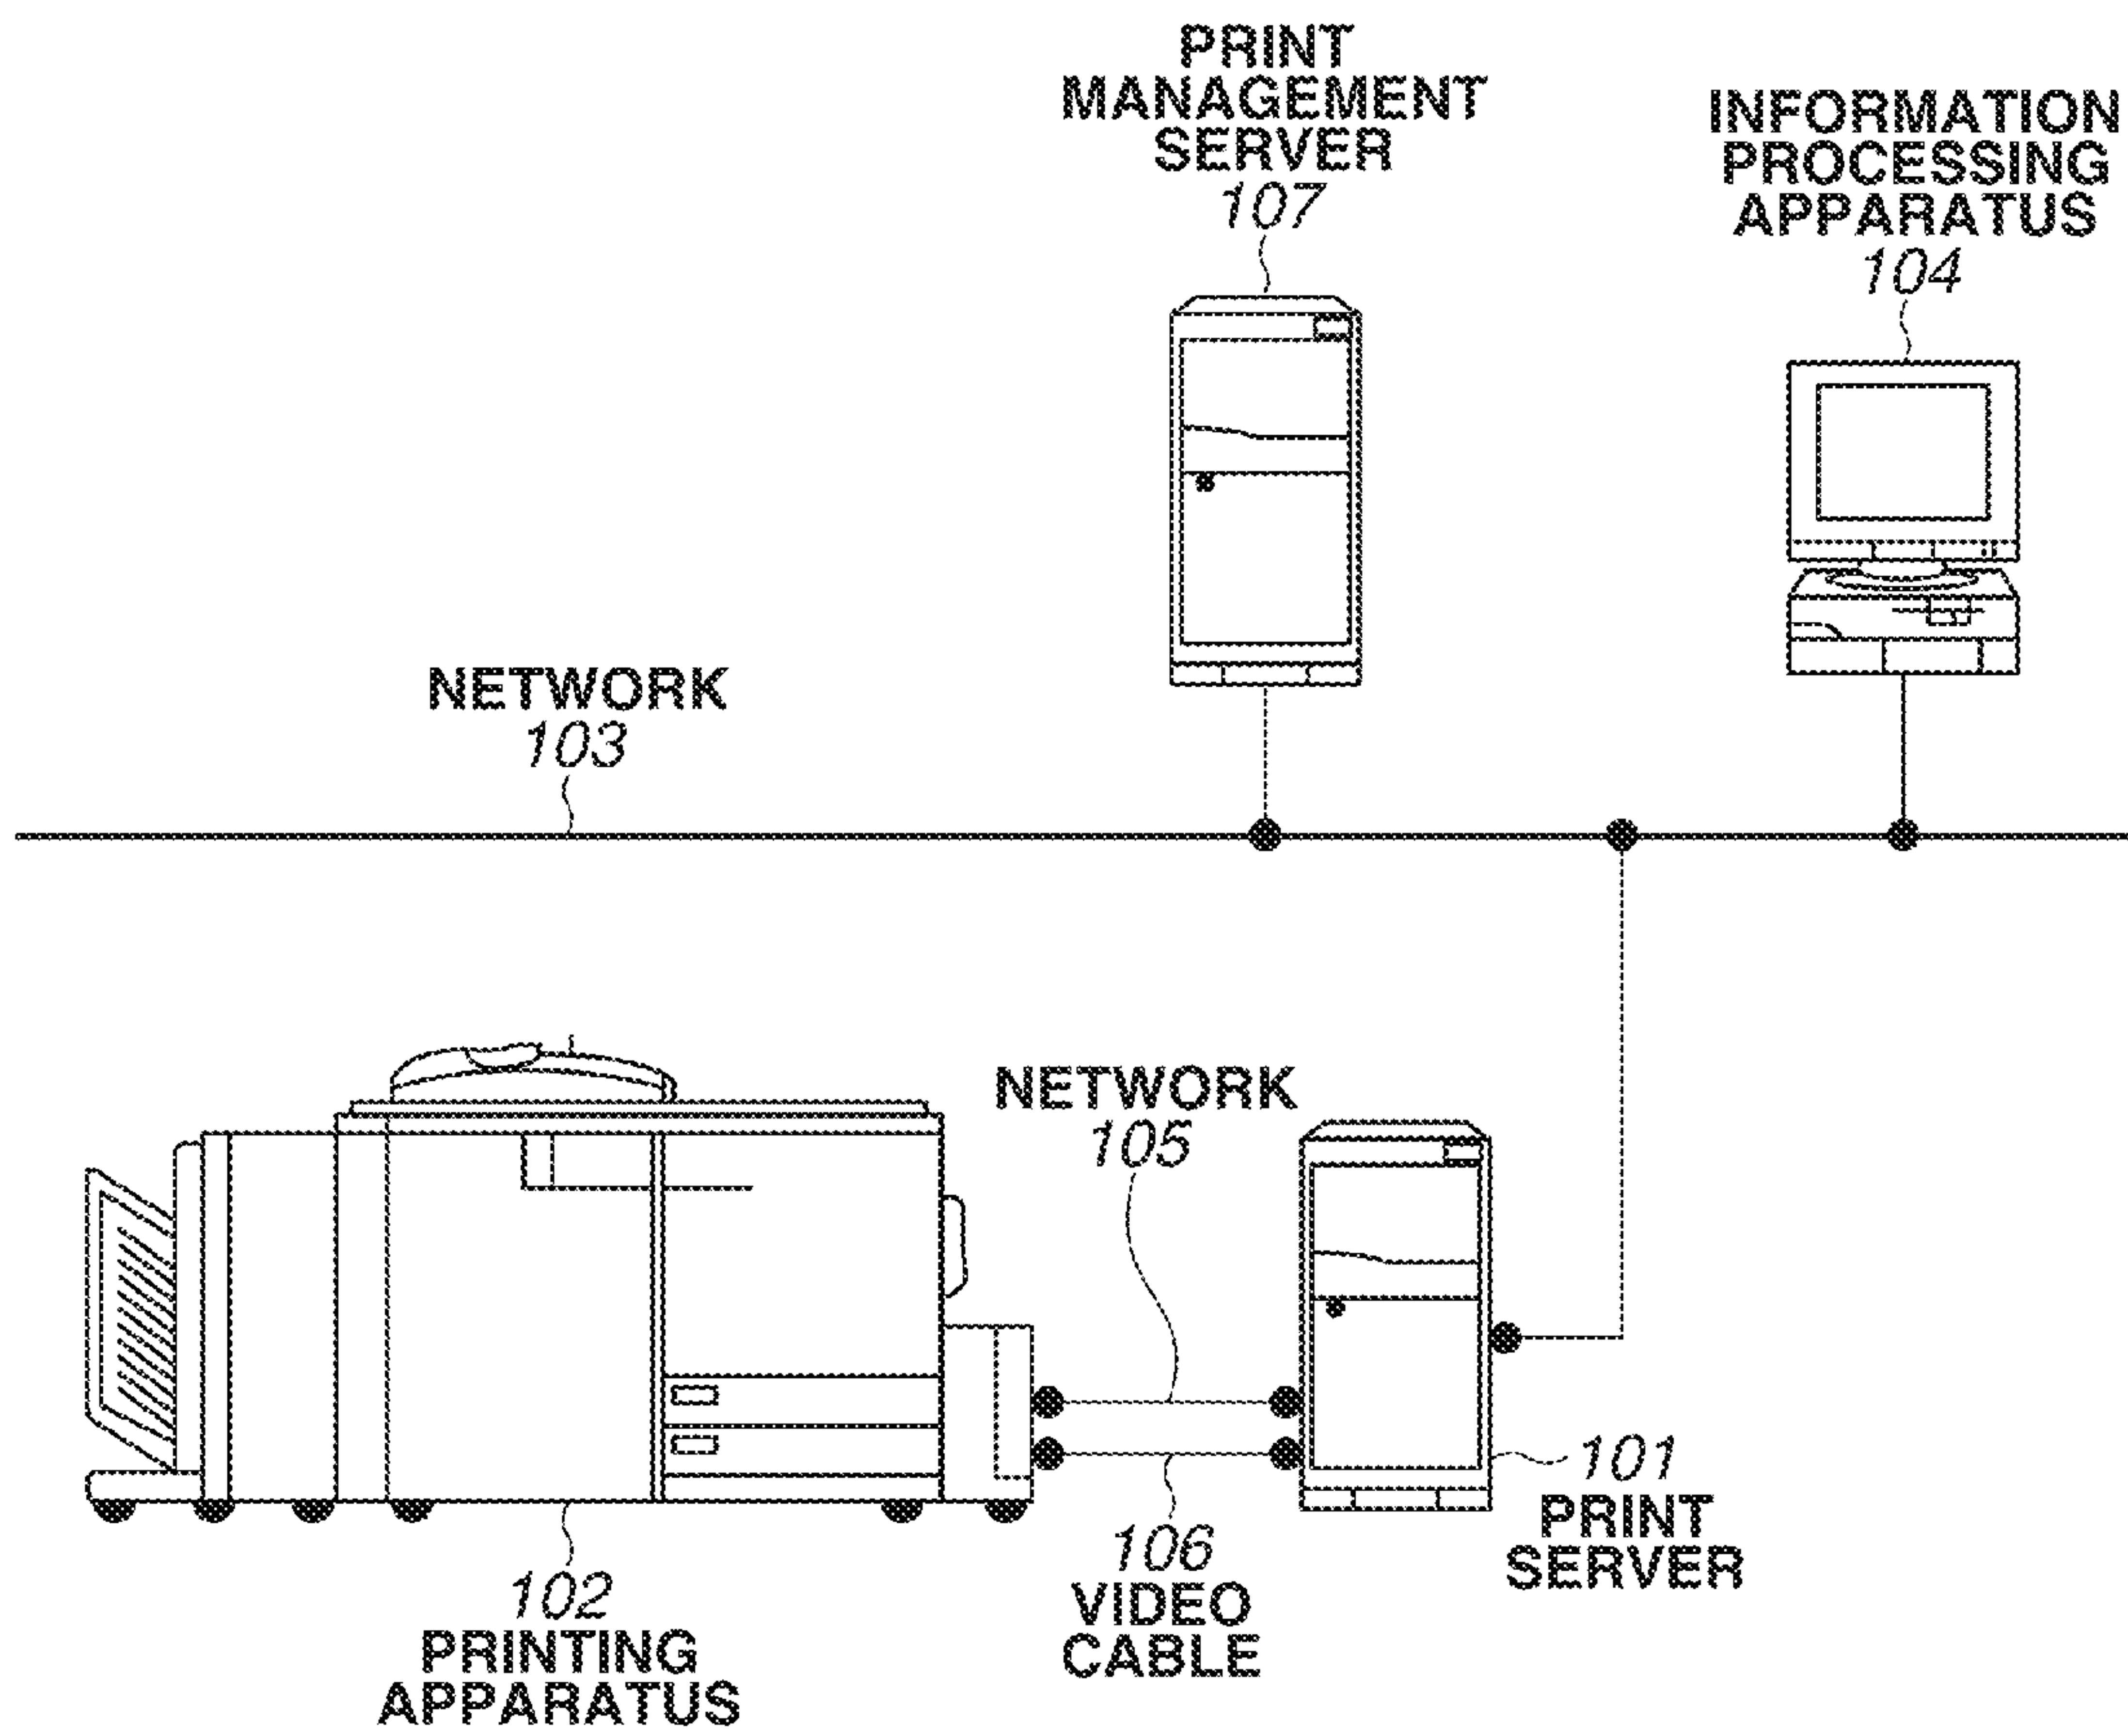 PRINT
MANAGEMENT
SERVER
107
INFORMATION
PROCESSING
APPARATUS
104
NETWORK
103
NETWORK
105
101
PRINT
SERVER
106
VIDEO
CABLE
102
PRINTING
APPARATUS